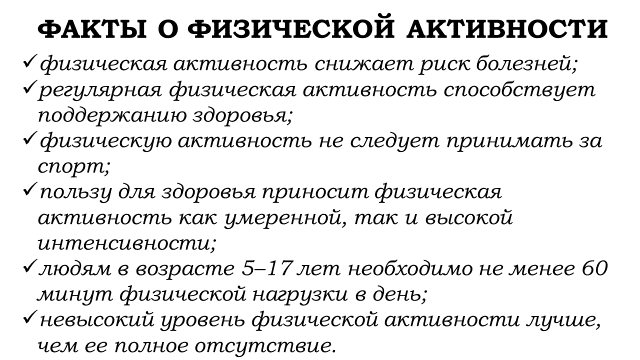 ФАКТЫ О ФИЗИЧЕСКОЙ АКТИВНОСТИ
✓физическая активность снижает риск болезней;
✓регулярная физическая активность способствует
поддержанию здоровья;
✓физическую активность не следует принимать за
спорт;
✓пользу для здоровья приносит физическая
активность как умеренной, так и высокой
интенсивности;
✓людям в возрасте 5–17 лет необходимо не менее 60
минут физической нагрузки в день;
✓невысокий уровень физической активности лучше,
чем ее полное отсутствие.